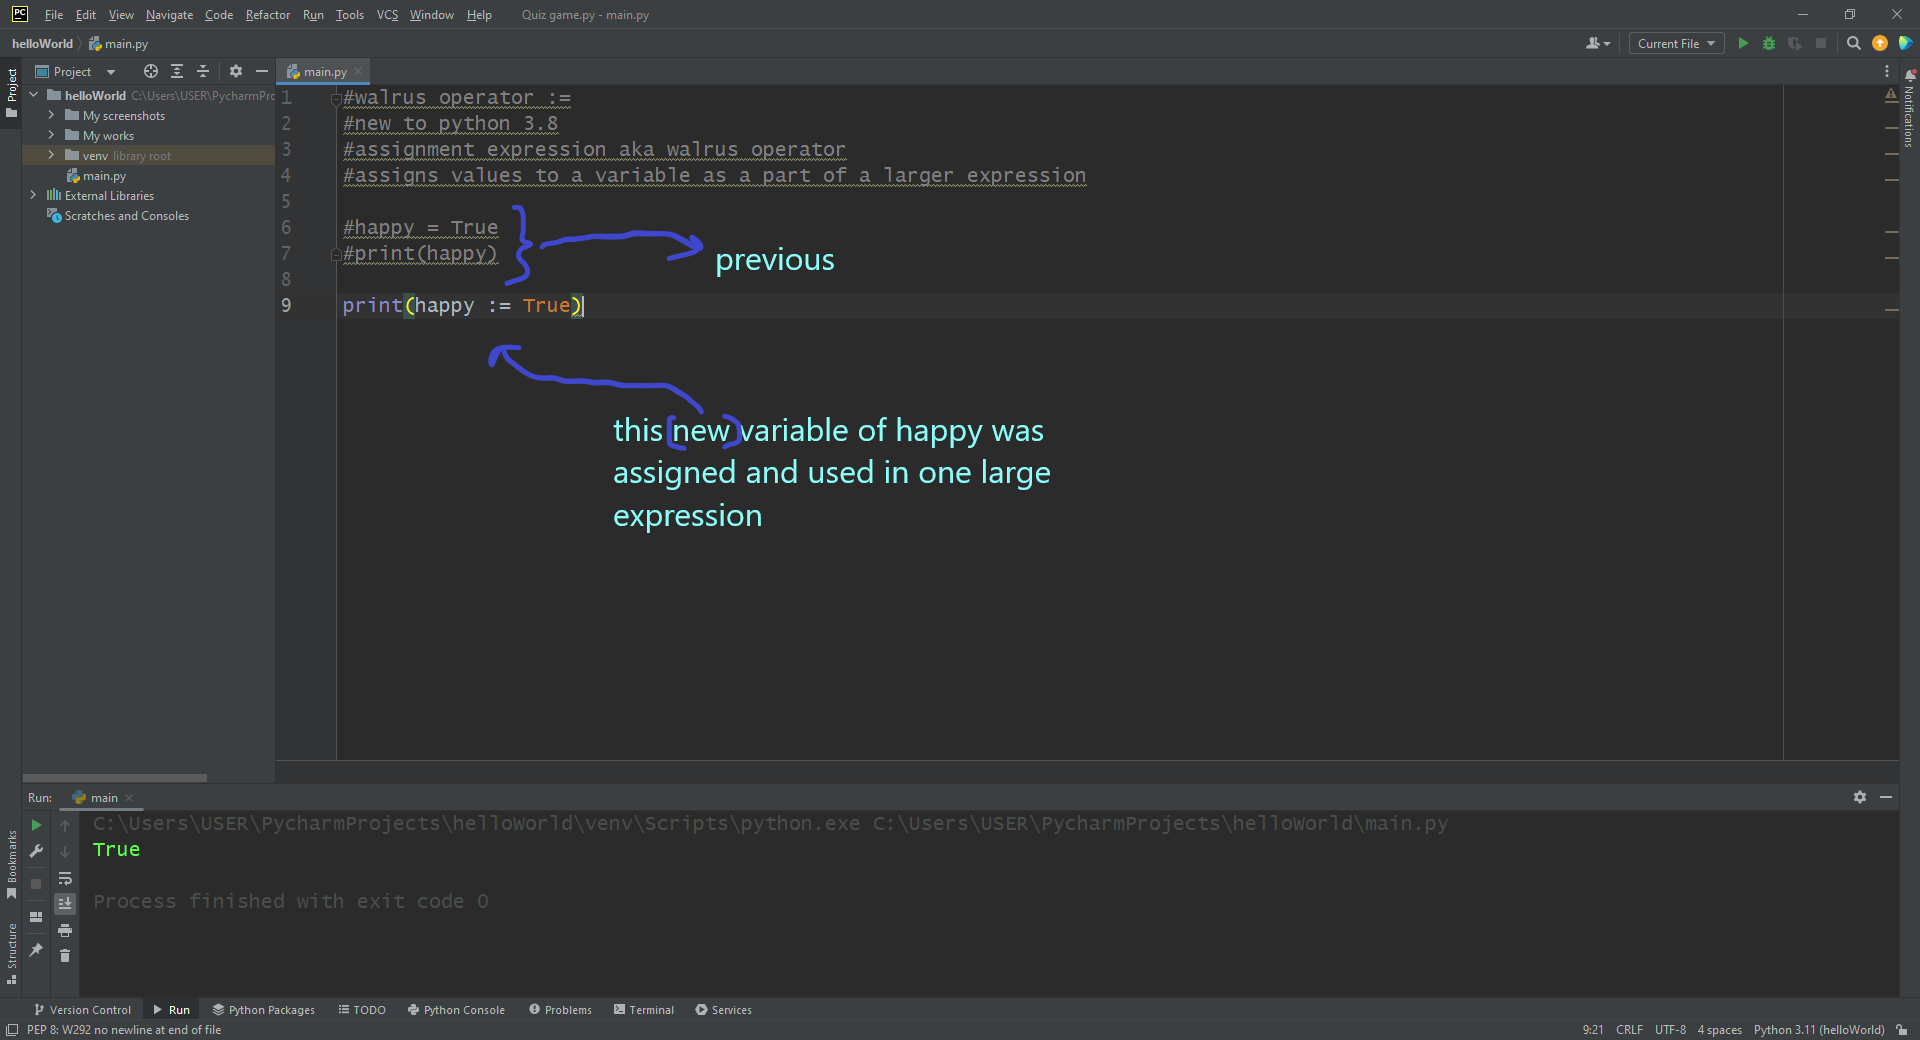 File Edit View Navigate Code Refactor Run Tools VCS Window Help Quiz game.py - main.py
helloWorld main.py Current File
Project
Project
main.py
Notifications
helloWorld C:\Users\USER\PycharmPro
My screenshots
My works
venv library root
main.py
External Libraries
Scratches and Consoles
1 #walrus operator :=
2 #new to python 3.8
3 #assignment expression aka walrus operator
4 #assigns values to a variable as a part of a larger expression
5
6 #happy = True
7 #print(happy)
8
9 print(happy := True)
previous
this [new) variable of happy was
assigned and used in one large
expression
Run: main
C:\Users\USER\PycharmProjects\helloWorld\venv\Scripts\python.exe C:\Users\USER\PycharmProjects\helloWorld\main.py
True
Process finished with exit code 0
Bookmarks
Structure
Version Control Run Python Packages TODO Python Console Problems Terminal Services
PEP 8: W292 no newline at end of file 9:21 CRLF UTF-8 4 spaces Python 3.11 (helloWorld)